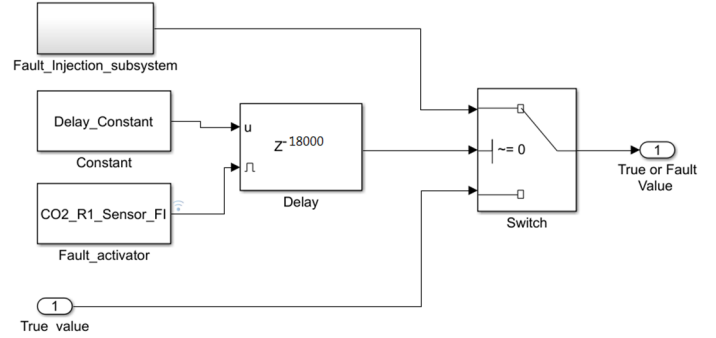 Fault_Injection_subsystem
Delay_Constant
Constant
u
Z-18000
Delay
CO2_R1_Sensor_FI
Fault_activator
~= 0
Switch
1
True or Fault
Value
1
True value